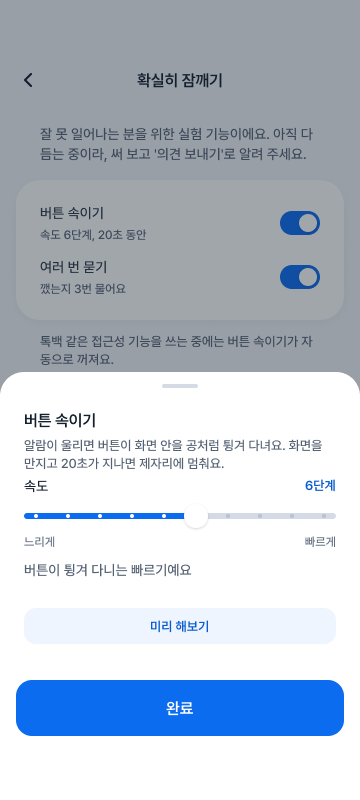 확실히 잠깨기
잘 못 일어나는 분을 위한 실험 기능이에요. 아직 다
듬는 중이라, 써 보고 '의견 보내기'로 알려 주세요.
버튼 속이기
속도 6단계, 20초 동안
여러 번 묻기
깼는지 3번 물어요
톡백 같은 접근성 기능을 쓰는 중에는 버튼 속이기가 자
동으로 꺼져요.
버튼 속이기
알람이 울리면 버튼이 화면 안을 공처럼 튕겨 다녀요. 화면을
만지고 20초가 지나면 제자리에 멈춰요.
속도
6단계
느리게
빠르게
버튼이 튕겨 다니는 빠르기예요
미리 해보기
완료